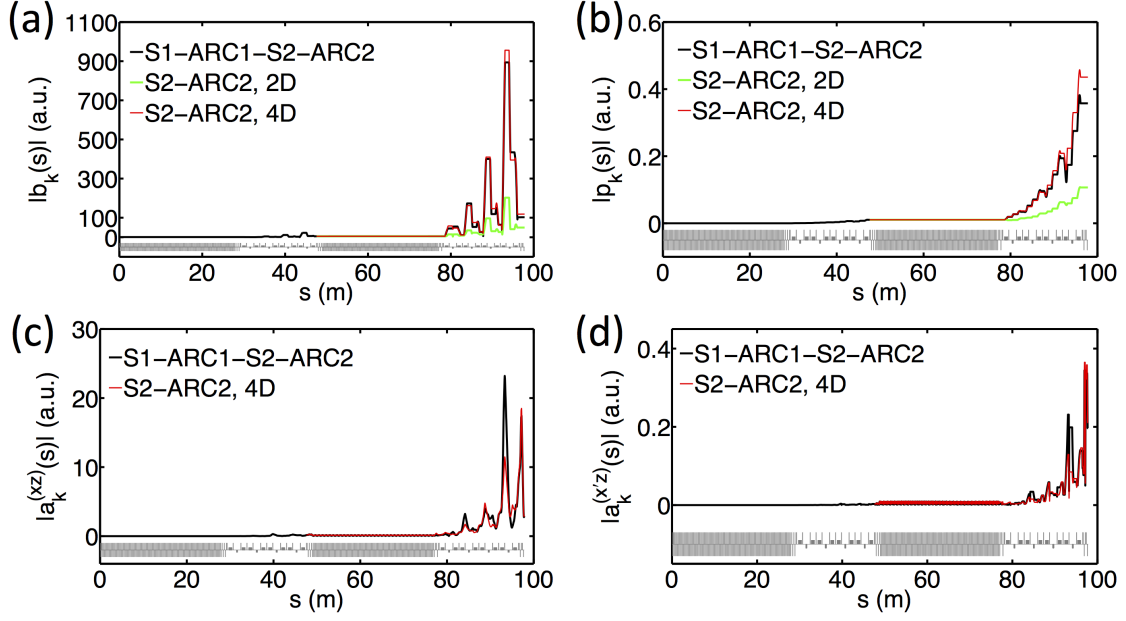 (a)
|b_k(s)| (a.u.)
1100
900
700
500
300
100
0
S1−ARC1−S2−ARC2
S2−ARC2, 2D
S2−ARC2, 4D
0 20 40 60 80 100
s (m)
(b)
|p_k(s)| (a.u.)
0.6
0.4
0.2
0
S1−ARC1−S2−ARC2
S2−ARC2, 2D
S2−ARC2, 4D
0 20 40 60 80 100
s (m)
(c)
|a_k^(xz)(s)| (a.u.)
30
20
10
0
S1−ARC1−S2−ARC2
S2−ARC2, 4D
0 20 40 60 80 100
s (m)
(d)
|a_k^(x'z)(s)| (a.u.)
0.4
0.2
0
S1−ARC1−S2−ARC2
S2−ARC2, 4D
0 20 40 60 80 100
s (m)